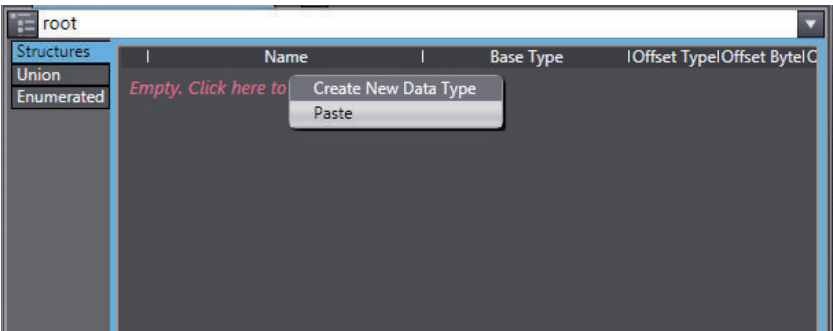 root
Structures
Union
Enumerated
Name Base Type Offset Type Offset Byte
Empty. Click here to
Create New Data Type
Paste